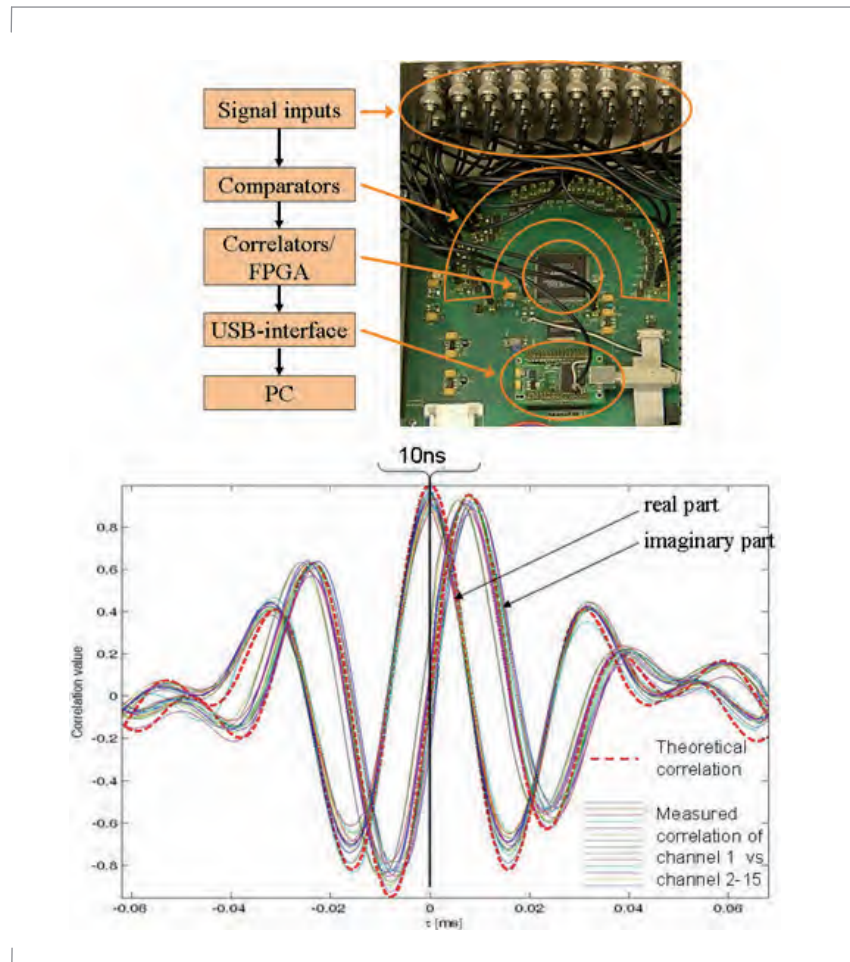 Signal inputs
Comparators
Correlators/
FPGA
USB-interface
PC
10ns
real part
imaginary part
0.8
0.6
0.4
0.2
0
-0.2
-0.4
-0.6
-0.8
Correlation value
Theoretical
correlation
Measured
correlation of
channel 1 vs
channel 2-15
-0.06
-0.04
-0.02
0
0.02
0.04
0.06
τ [ms]